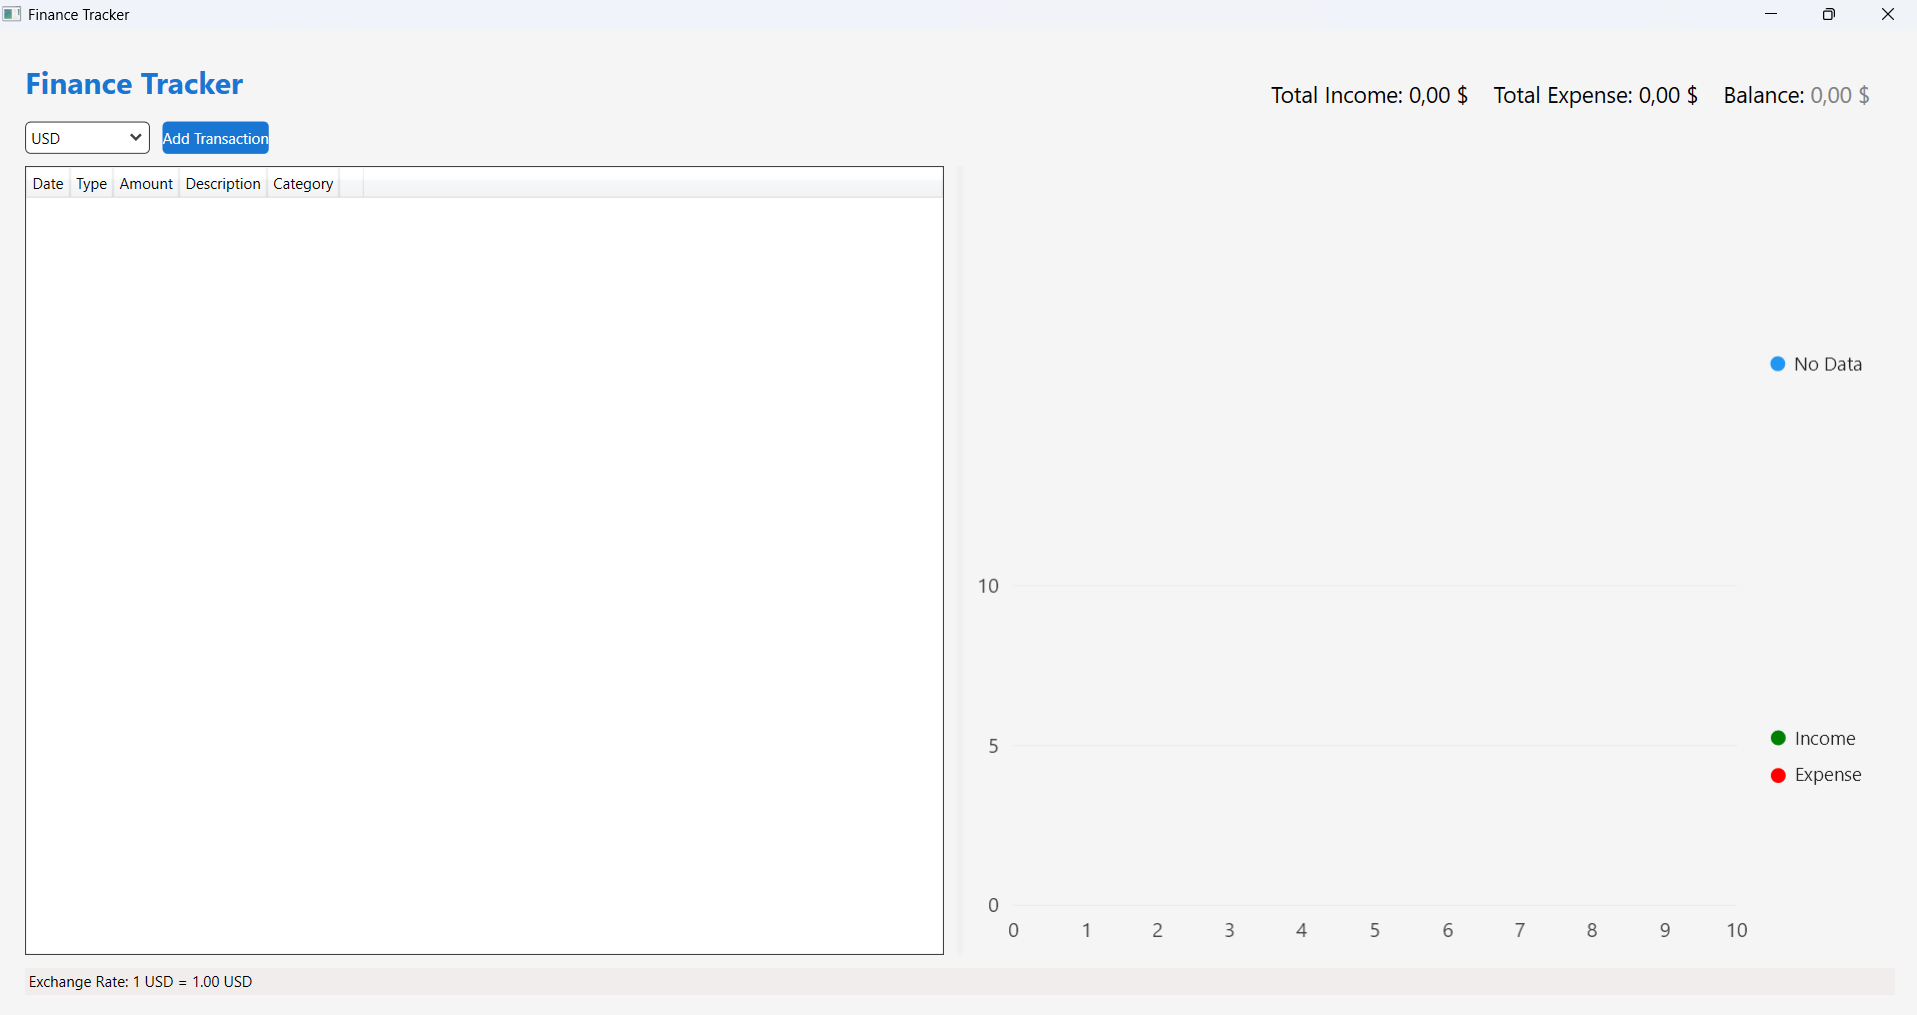 Finance Tracker
Finance Tracker
Total Income: 0,00 $ Total Expense: 0,00 $ Balance: 0,00 $
USD Add Transaction
Date Type Amount Description Category
No Data
10
5
Income
Expense
0
0 1 2 3 4 5 6 7 8 9 10
Exchange Rate: 1 USD = 1.00 USD